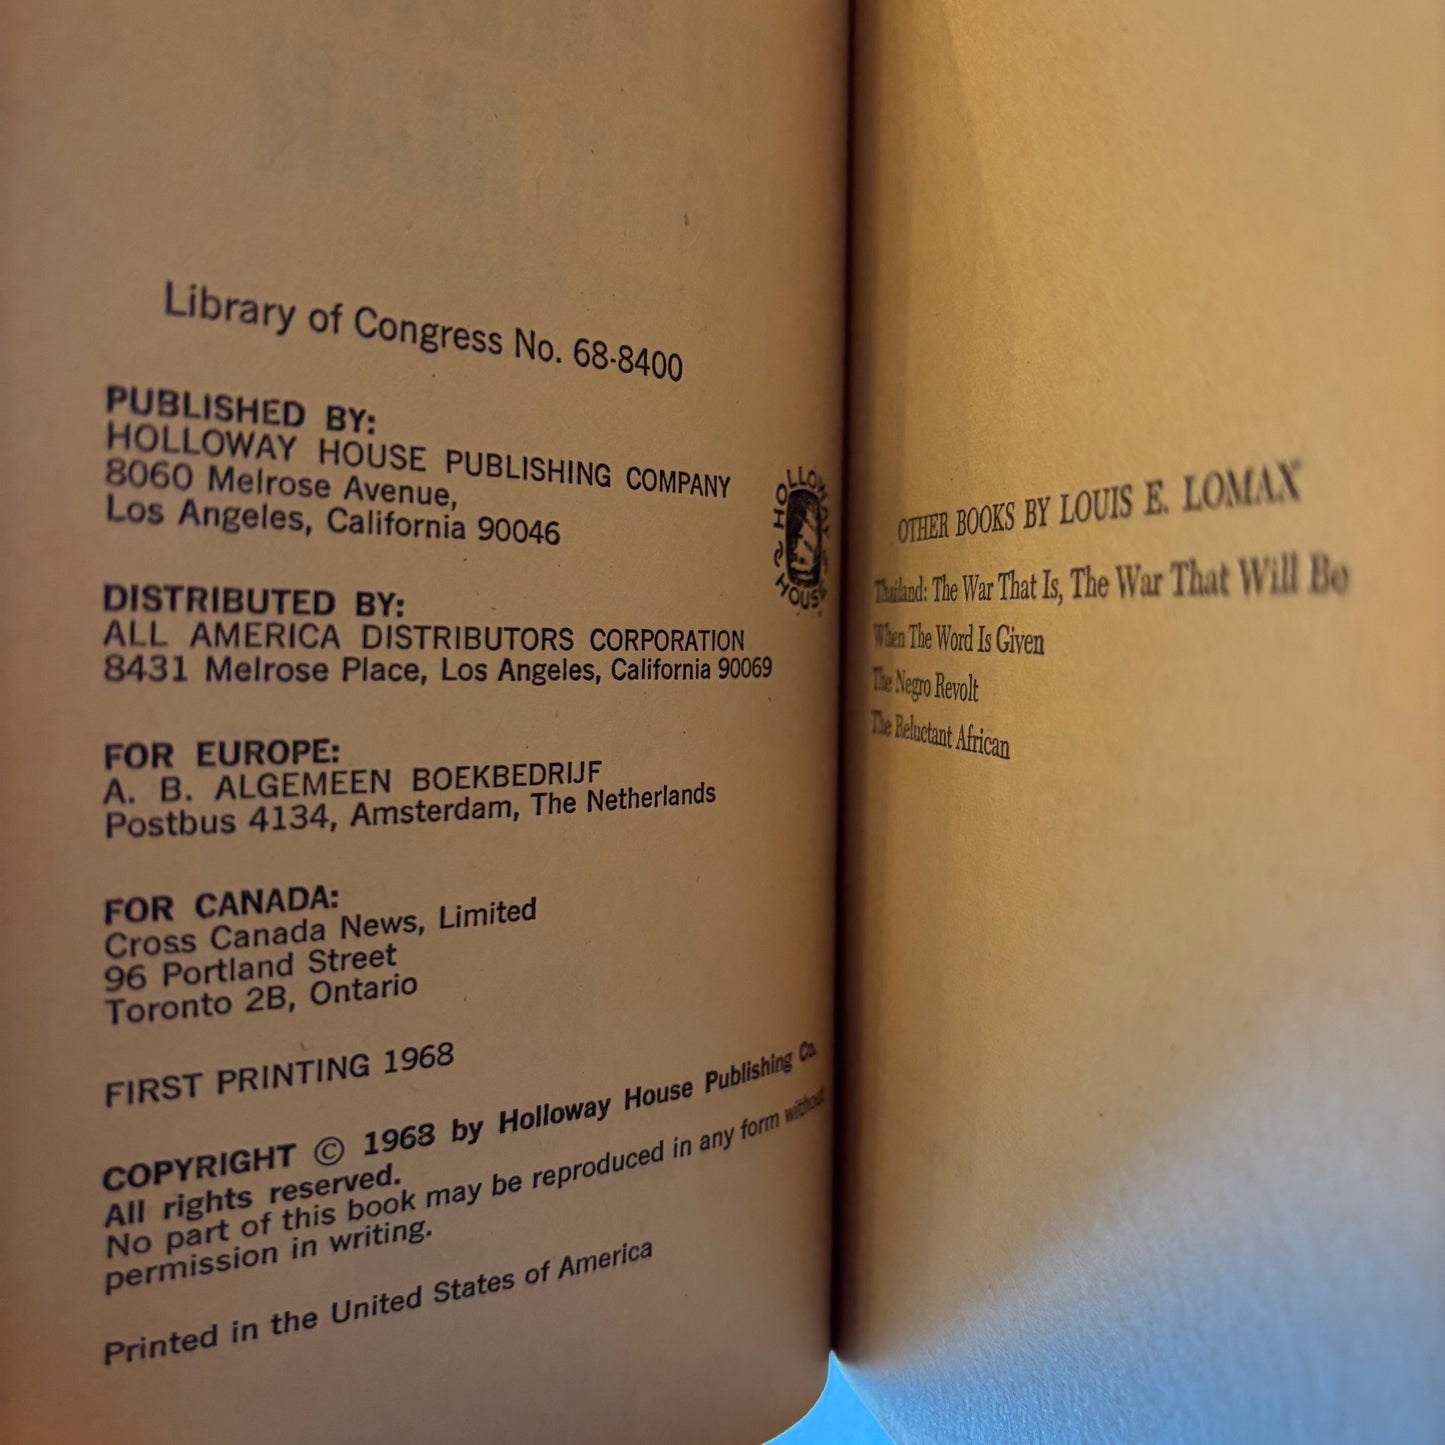 Library of Congress No. 68-8400
PUBLISHED BY:
HOLLOWAY HOUSE PUBLISHING COMPANY
8060 Melrose Avenue,
Los Angeles, California 90046
HOLLOWAY HOUSE
DISTRIBUTED BY:
ALL AMERICA DISTRIBUTORS CORPORATION
8431 Melrose Place, Los Angeles, California 90069
FOR EUROPE:
A. B. ALGEMEEN BOEKBEDRIJF
Postbus 4134, Amsterdam, The Netherlands
FOR CANADA:
Cross Canada News, Limited
96 Portland Street
Toronto 2B, Ontario
FIRST PRINTING 1968
COPYRIGHT © 1968 by Holloway House Publishing Co.
All rights reserved.
No part of this book may be reproduced in any form without
permission in writing.
Printed in the United States of America
OTHER BOOKS BY LOUIS E. LOMAX
Thailand: The War That Is, The War That Will Be
When The Word Is Given
The Negro Revolt
The Reluctant African